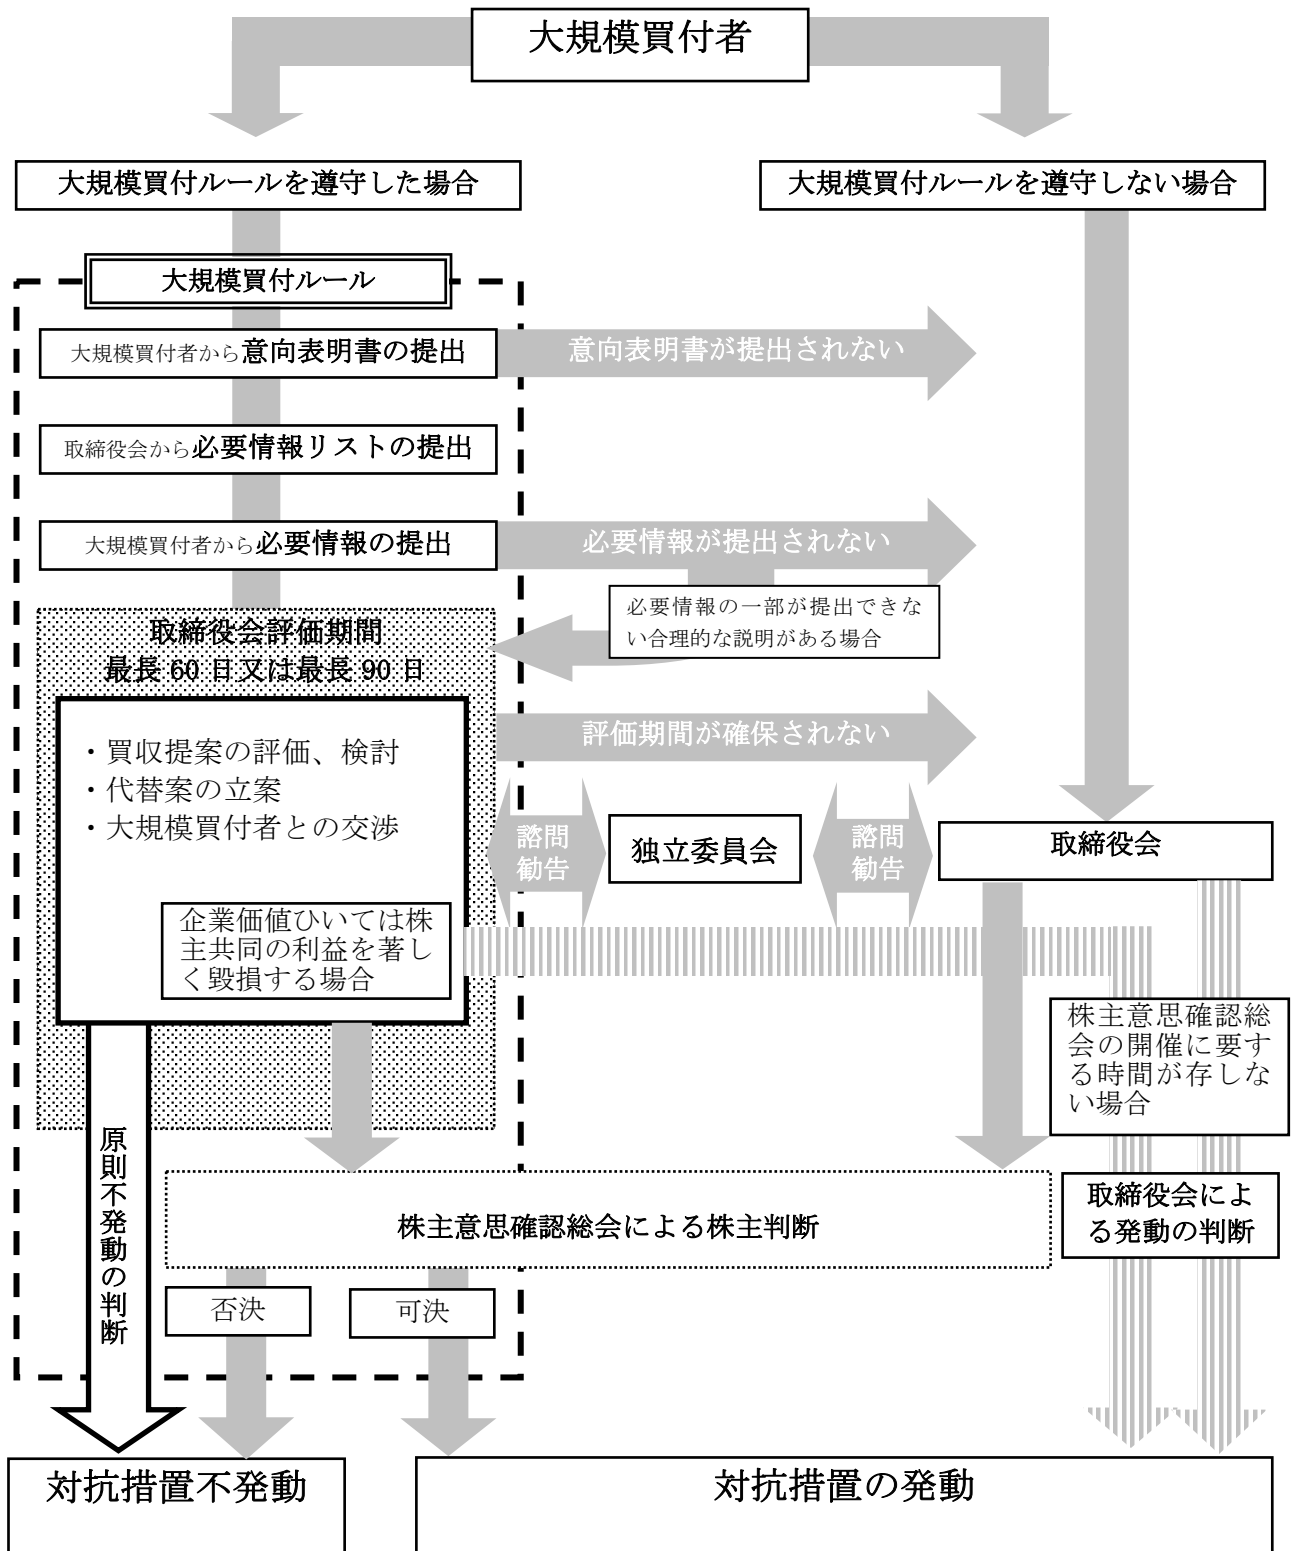 大規模買付者
大規模買付ルールを遵守した場合
大規模買付ルールを遵守しない場合
大規模買付ルール
大規模買付者から意向表明書の提出
意向表明書が提出されない
取締役会から必要情報リストの提出
大規模買付者から必要情報の提出
必要情報が提出されない
必要情報の一部が提出できな
い合理的な説明がある場合
取締役会評価期間
最長 60 日又は最長 90 日
評価期間が確保されない
・買収提案の評価、検討
・代替案の立案
・大規模買付者との交渉
諮問
勧告
独立委員会
諮問
勧告
取締役会
企業価値ひいては株
主共同の利益を著し
く毀損する場合
株主意思確認総
会の開催に要す
る時間が存しな
い場合
原則不発動の判断
株主意思確認総会による株主判断
取締役会によ
る発動の判断
否決
可決
対抗措置不発動
対抗措置の発動